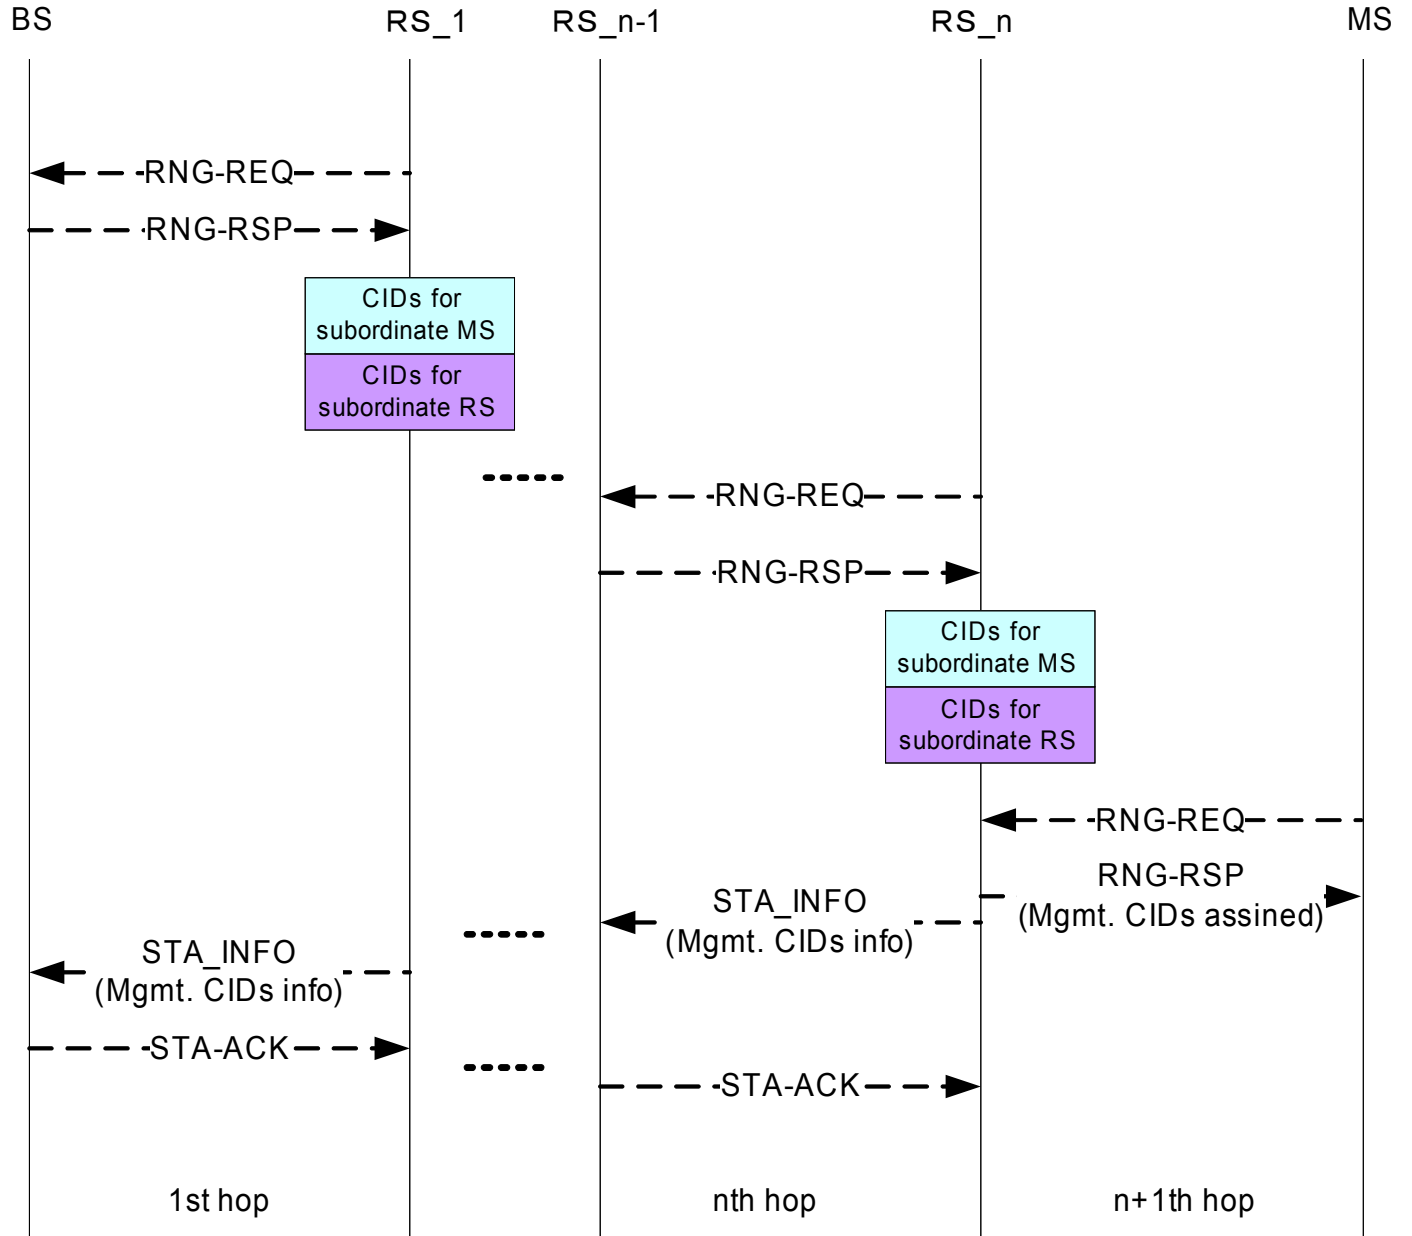 BS RS_1 RS_n-1 RS_n MS
RNG-REQ
RNG-RSP
CIDs for
subordinate MS
CIDs for
subordinate RS
RNG-REQ
RNG-RSP
CIDs for
subordinate MS
CIDs for
subordinate RS
RNG-REQ
RNG-RSP
(Mgmt. CIDs assined)
STA_INFO
(Mgmt. CIDs info)
STA_INFO
(Mgmt. CIDs info)
STA-ACK
STA-ACK
1st hop nth hop n+1th hop